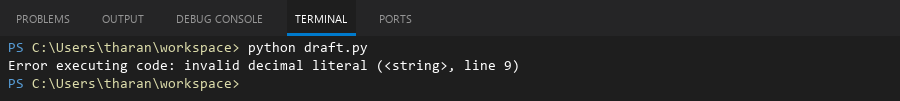 PROBLEMS OUTPUT DEBUG CONSOLE TERMINAL PORTS
PS C:\Users\tharan\workspace> python draft.py
Error executing code: invalid decimal literal (<string>, line 9)
PS C:\Users\tharan\workspace>